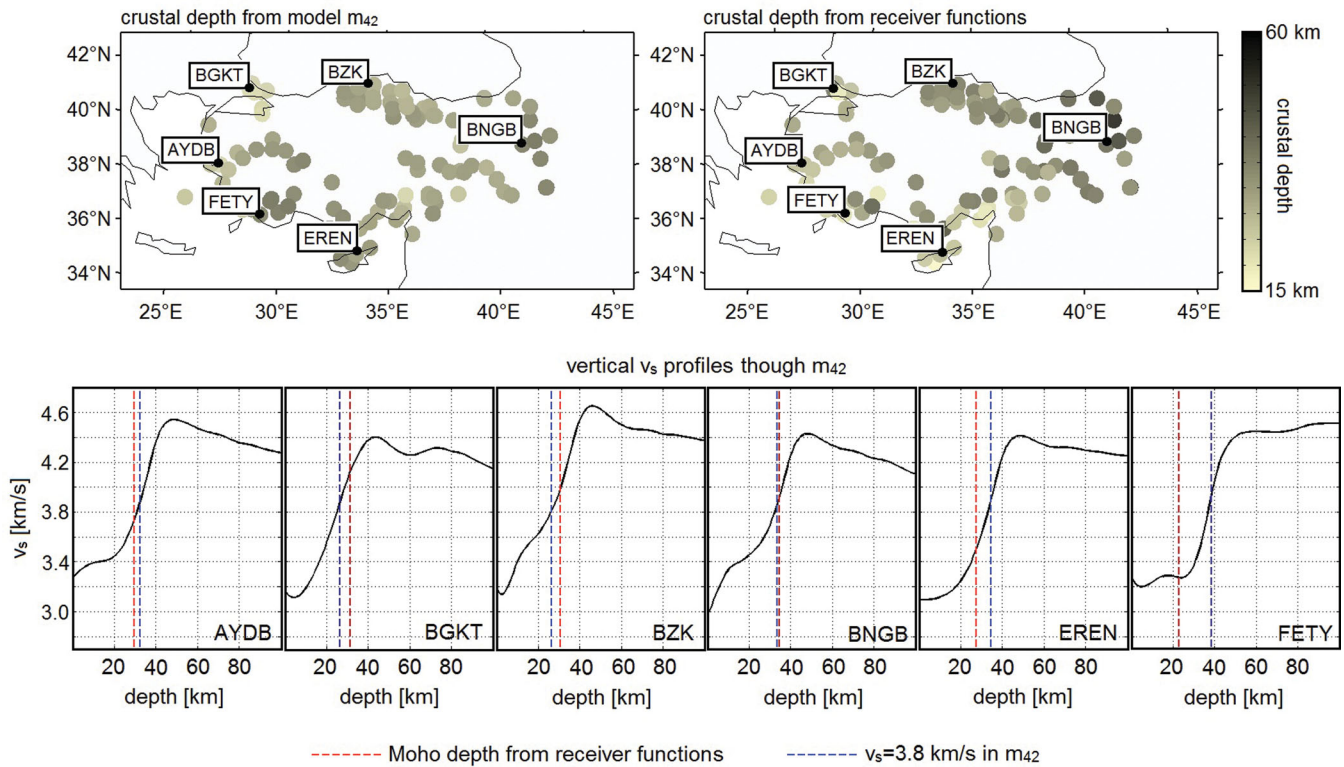 crustal depth from model m₄₂
crustal depth from receiver functions
42°N
40°N
38°N
36°N
34°N
BGKT
BZK
BNGB
AYDB
FETY
EREN
25°E 30°E 35°E 40°E 45°E
42°N
40°N
38°N
36°N
34°N
BGKT
BZK
BNGB
AYDB
FETY
EREN
25°E 30°E 35°E 40°E 45°E
60 km
crustal depth
15 km
vertical vₛ profiles though m₄₂
vₛ [km/s]
4.6
4.2
3.8
3.4
3.0
AYDB BGKT BZK BNGB EREN FETY
20 40 60 80 20 40 60 80 20 40 60 80 20 40 60 80 20 40 60 80 20 40 60 80
depth [km] depth [km] depth [km] depth [km] depth [km] depth [km]
Moho depth from receiver functions vₛ=3.8 km/s in m₄₂